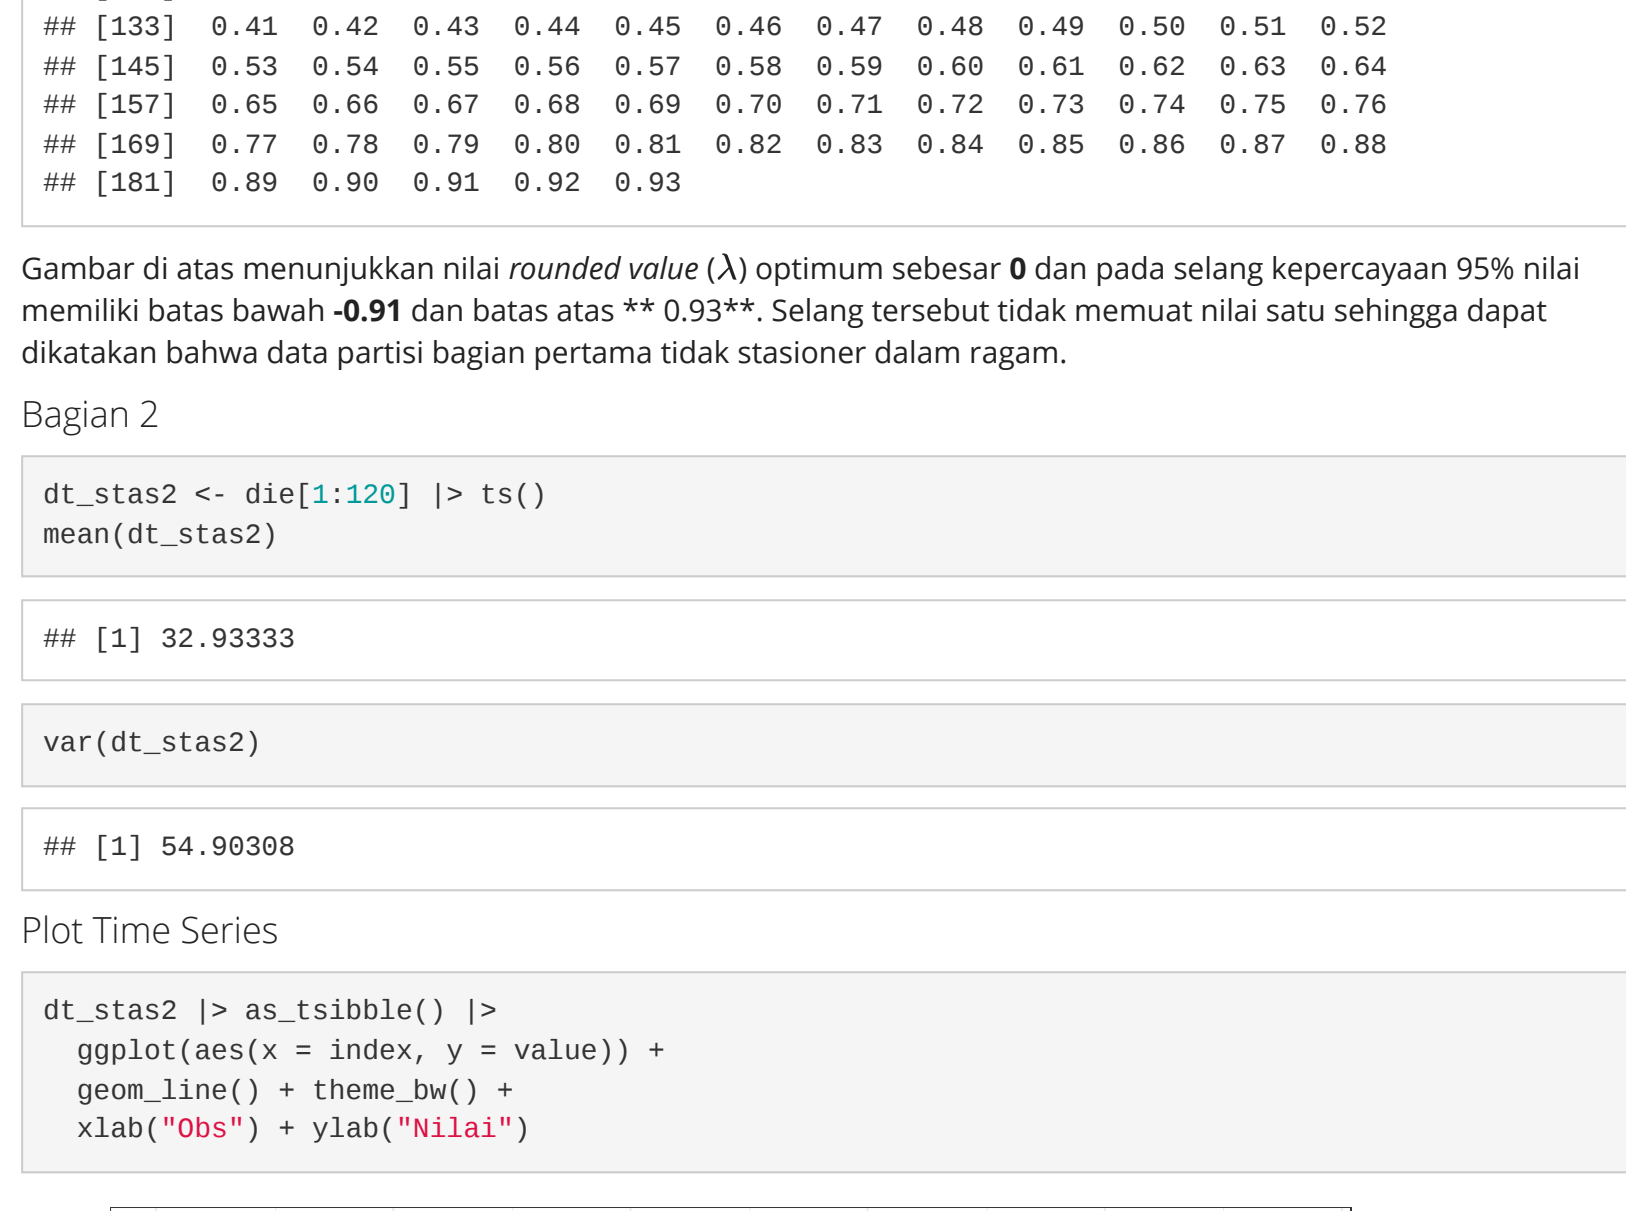 ## [133]  0.41  0.42  0.43  0.44  0.45  0.46  0.47  0.48  0.49  0.50  0.51  0.52
## [145]  0.53  0.54  0.55  0.56  0.57  0.58  0.59  0.60  0.61  0.62  0.63  0.64
## [157]  0.65  0.66  0.67  0.68  0.69  0.70  0.71  0.72  0.73  0.74  0.75  0.76
## [169]  0.77  0.78  0.79  0.80  0.81  0.82  0.83  0.84  0.85  0.86  0.87  0.88
## [181]  0.89  0.90  0.91  0.92  0.93
Gambar di atas menunjukkan nilai rounded value (λ) optimum sebesar 0 dan pada selang kepercayaan 95% nilai
memiliki batas bawah -0.91 dan batas atas ** 0.93**. Selang tersebut tidak memuat nilai satu sehingga dapat
dikatakan bahwa data partisi bagian pertama tidak stasioner dalam ragam.
Bagian 2
dt_stas2 <- die[1:120] |> ts()
mean(dt_stas2)
## [1] 32.93333
var(dt_stas2)
## [1] 54.90308
Plot Time Series
dt_stas2 |> as_tsibble() |>
  ggplot(aes(x = index, y = value)) +
  geom_line() + theme_bw() +
  xlab("Obs") + ylab("Nilai")